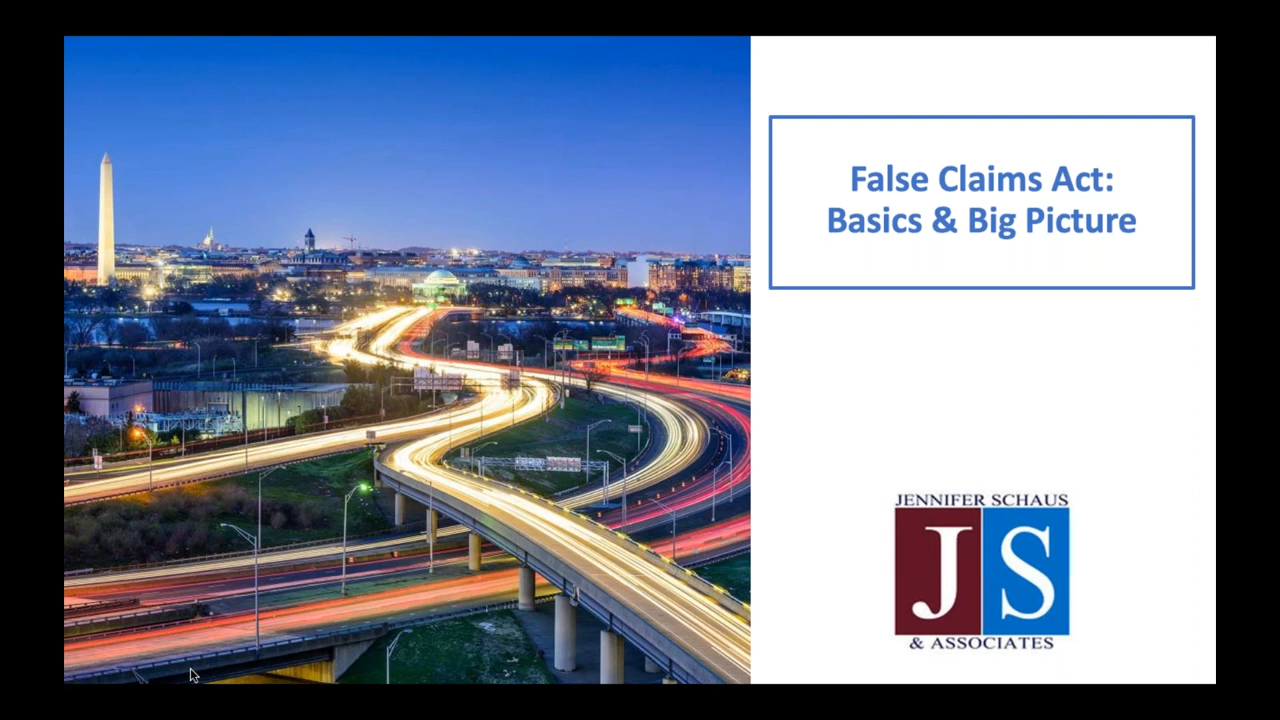 False Claims Act:
Basics & Big Picture
JENNIFER SCHAUS
JS
& ASSOCIATES